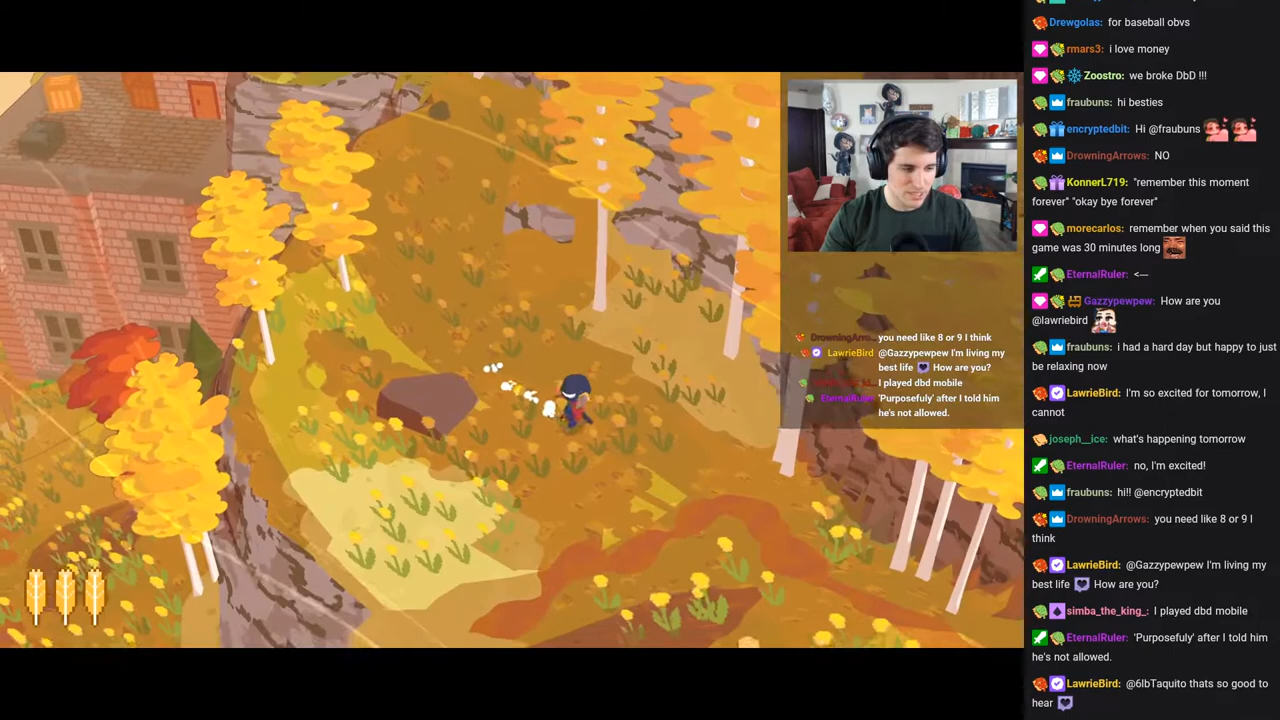 Drewgolas: for baseball obvs
rmars3: i love money
Zoostro: we broke DbD !!!
fraubuns: hi besties
encryptedbit: Hi @fraubuns
DrowningArrows: NO
KonnerL719: "remember this moment
forever" "okay bye forever"
morecarlos: remember when you said this
game was 30 minutes long
EternalRuler: <—
Gazzypewpew: How are you
@lawriebird
fraubuns: i had a hard day but happy to just
be relaxing now
LawrieBird: I'm so excited for tomorrow, I
cannot
joseph__ice: what's happening tomorrow
EternalRuler: no, I'm excited!
fraubuns: hi!! @encryptedbit
DrowningArrows: you need like 8 or 9 I
think
LawrieBird: @Gazzypewpew I'm living my
best life How are you?
simba_the_king_: I played dbd mobile
EternalRuler: 'Purposefuly' after I told him
he's not allowed.
LawrieBird: @6lbTaquito thats so good to
hear
DrowningArro... you need like 8 or 9 I think
LawrieBird @Gazzypewpew I'm living my
best life How are you?
I played dbd mobile
EternalRuler 'Purposefuly' after I told him
he's not allowed.